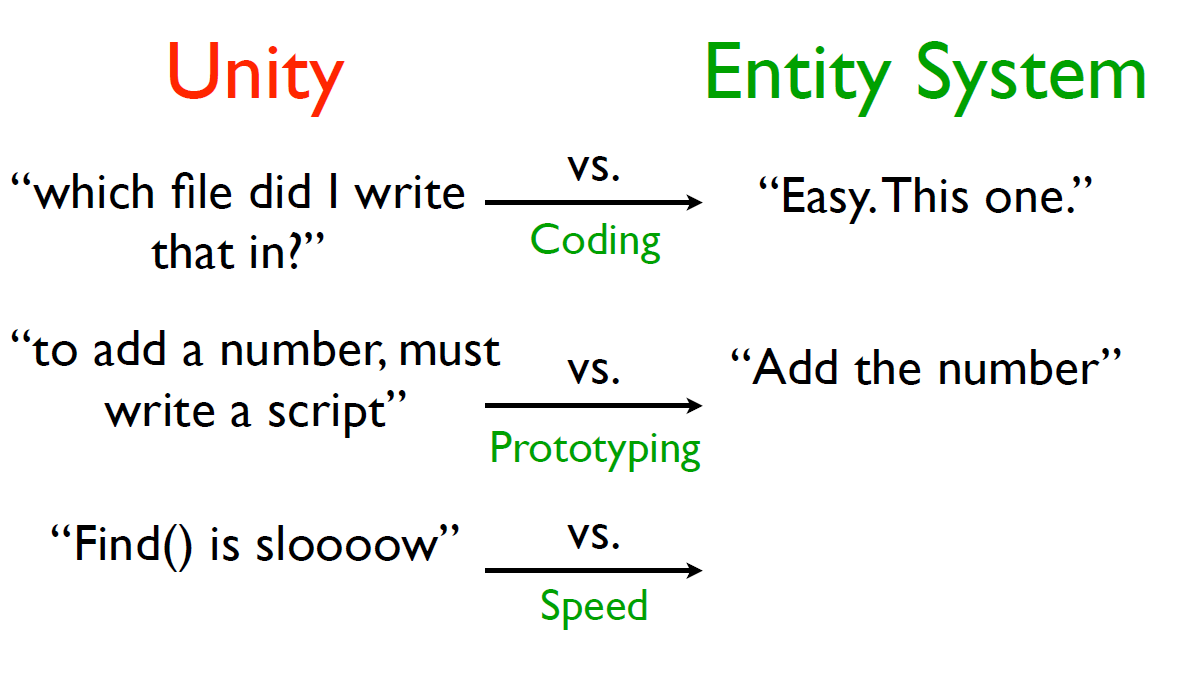 Unity
Entity System
“which file did I write
that in?”
vs.
Coding
“Easy. This one.”
“to add a number, must
write a script”
vs.
Prototyping
“Add the number”
“Find() is sloooow”
vs.
Speed